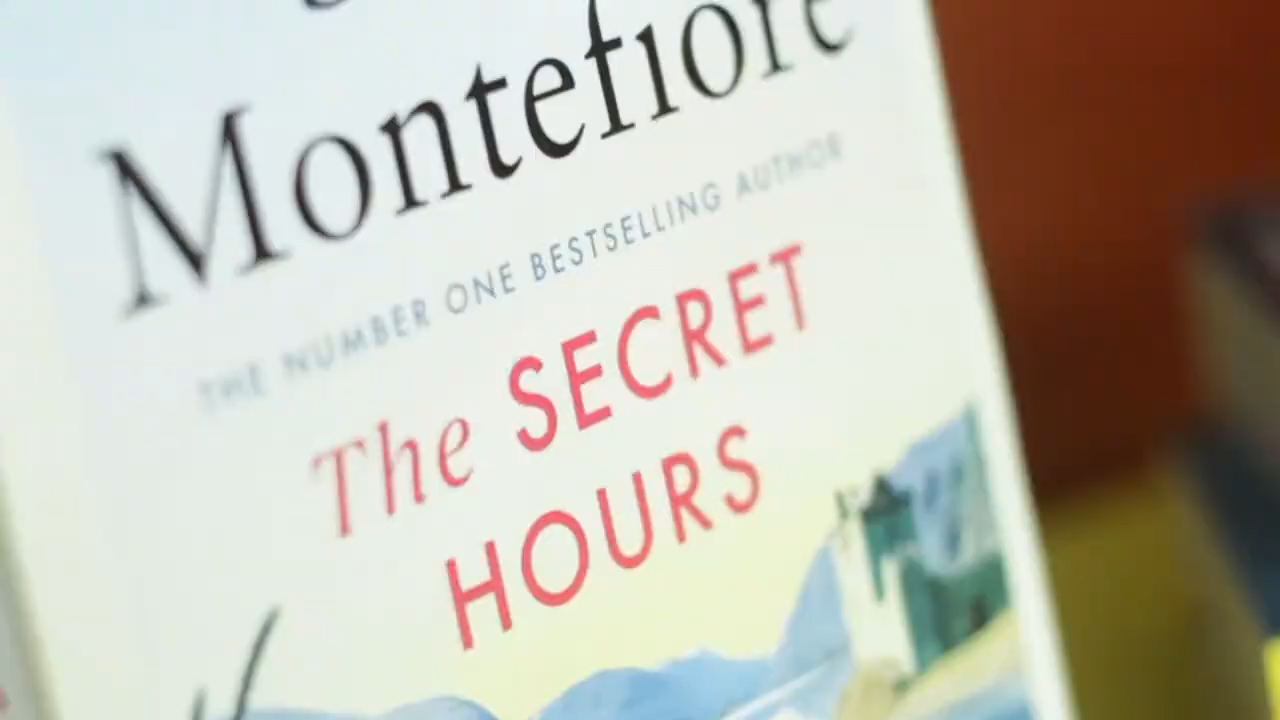 Montefiore
THE NUMBER ONE BESTSELLING AUTHOR
The SECRET
HOURS